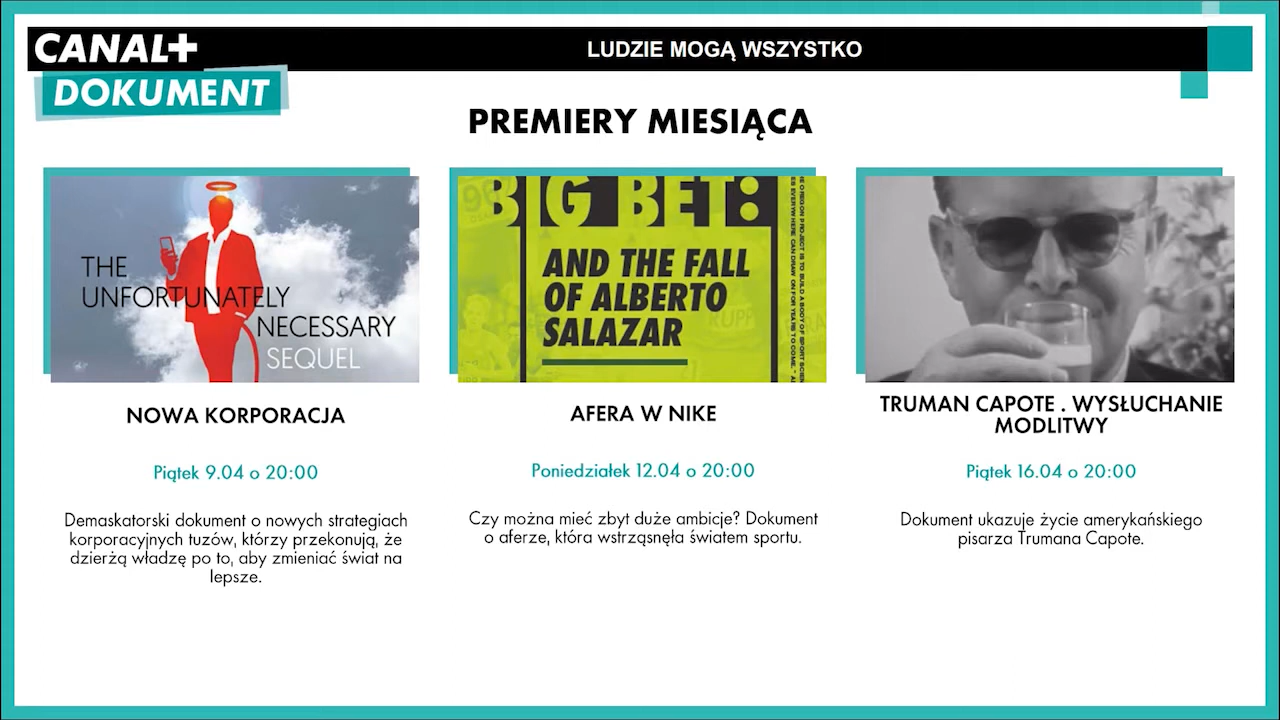 CANAL+
DOKUMENT
LUDZIE MOGĄ WSZYSTKO
PREMIERY MIESIĄCA
THE
UNFORTUNATELY
NECESSARY
SEQUEL
BIG BET:
AND THE FALL
OF ALBERTO
SALAZAR
NOWA KORPORACJA
Piątek 9.04 o 20:00
Demaskatorski dokument o nowych strategiach
korporacyjnych tuzów, którzy przekonują, że
dzierżą władzę po to, aby zmieniać świat na
lepsze.
AFERA W NIKE
Poniedziałek 12.04 o 20:00
Czy można mieć zbyt duże ambicje? Dokument
o aferze, która wstrząsnęła światem sportu.
TRUMAN CAPOTE . WYSŁUCHANIE
MODLITWY
Piątek 16.04 o 20:00
Dokument ukazuje życie amerykańskiego
pisarza Trumana Capote.